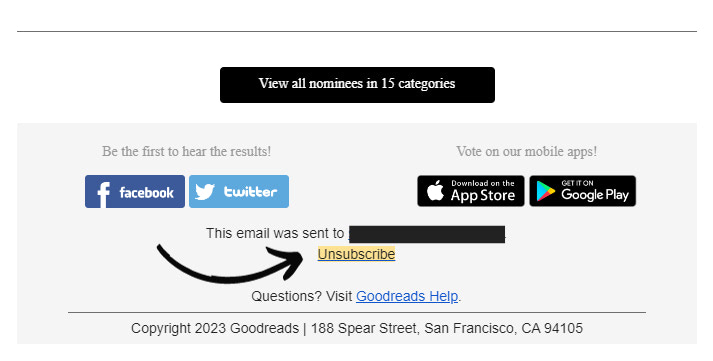 View all nominees in 15 categories
Be the first to hear the results!
Vote on our mobile apps!
facebook
twitter
Download on the
App Store
GET IT ON
Google Play
This email was sent to
Unsubscribe
Questions? Visit Goodreads Help.
Copyright 2023 Goodreads | 188 Spear Street, San Francisco, CA 94105